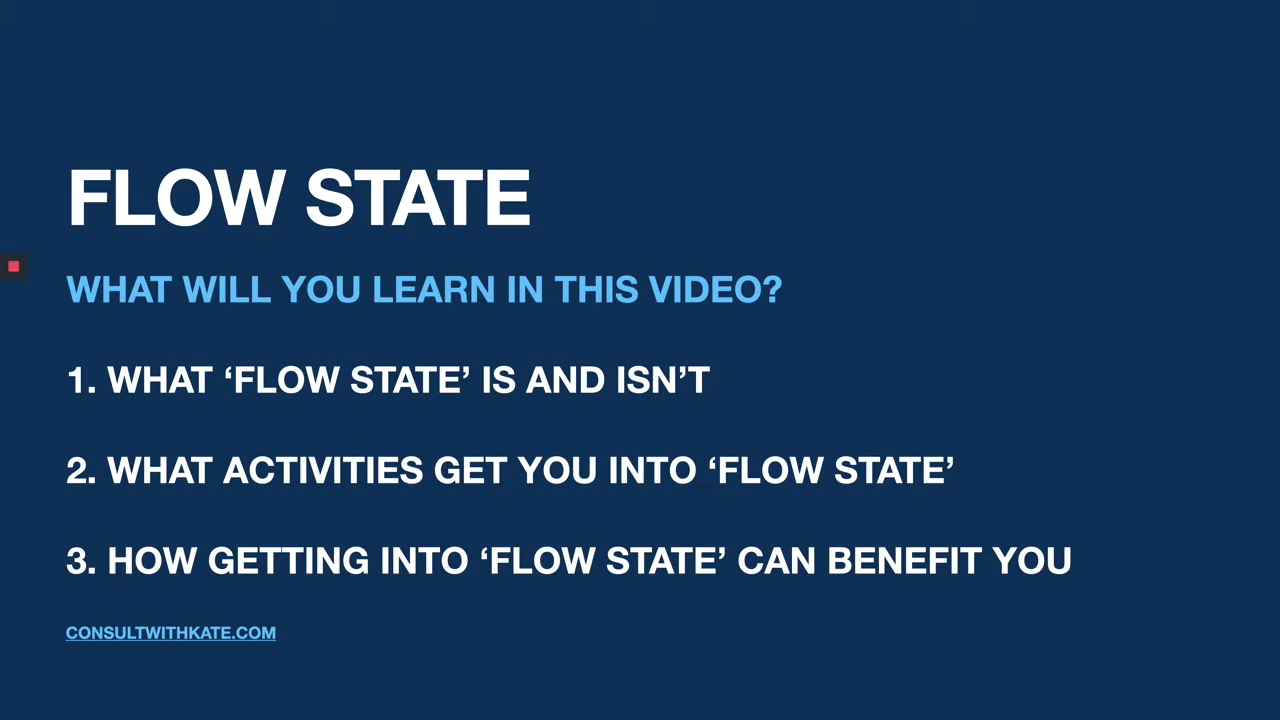 FLOW STATE
WHAT WILL YOU LEARN IN THIS VIDEO?
1. WHAT ‘FLOW STATE’ IS AND ISN’T
2. WHAT ACTIVITIES GET YOU INTO ‘FLOW STATE’
3. HOW GETTING INTO ‘FLOW STATE’ CAN BENEFIT YOU
CONSULTWITHKATE.COM